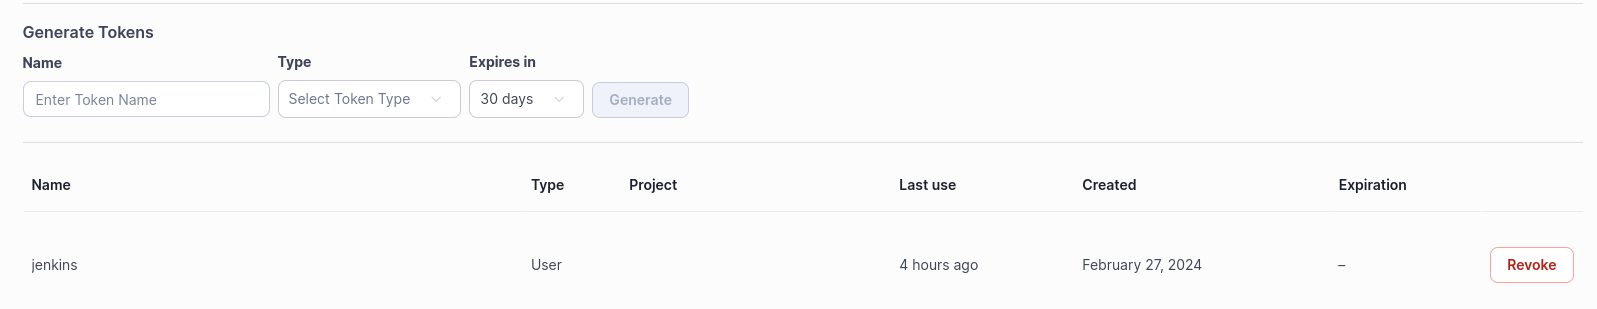 Generate Tokens
Name Type Expires in
Enter Token Name Select Token Type 30 days Generate
Name Type Project Last use Created Expiration
jenkins User 4 hours ago February 27, 2024 – Revoke